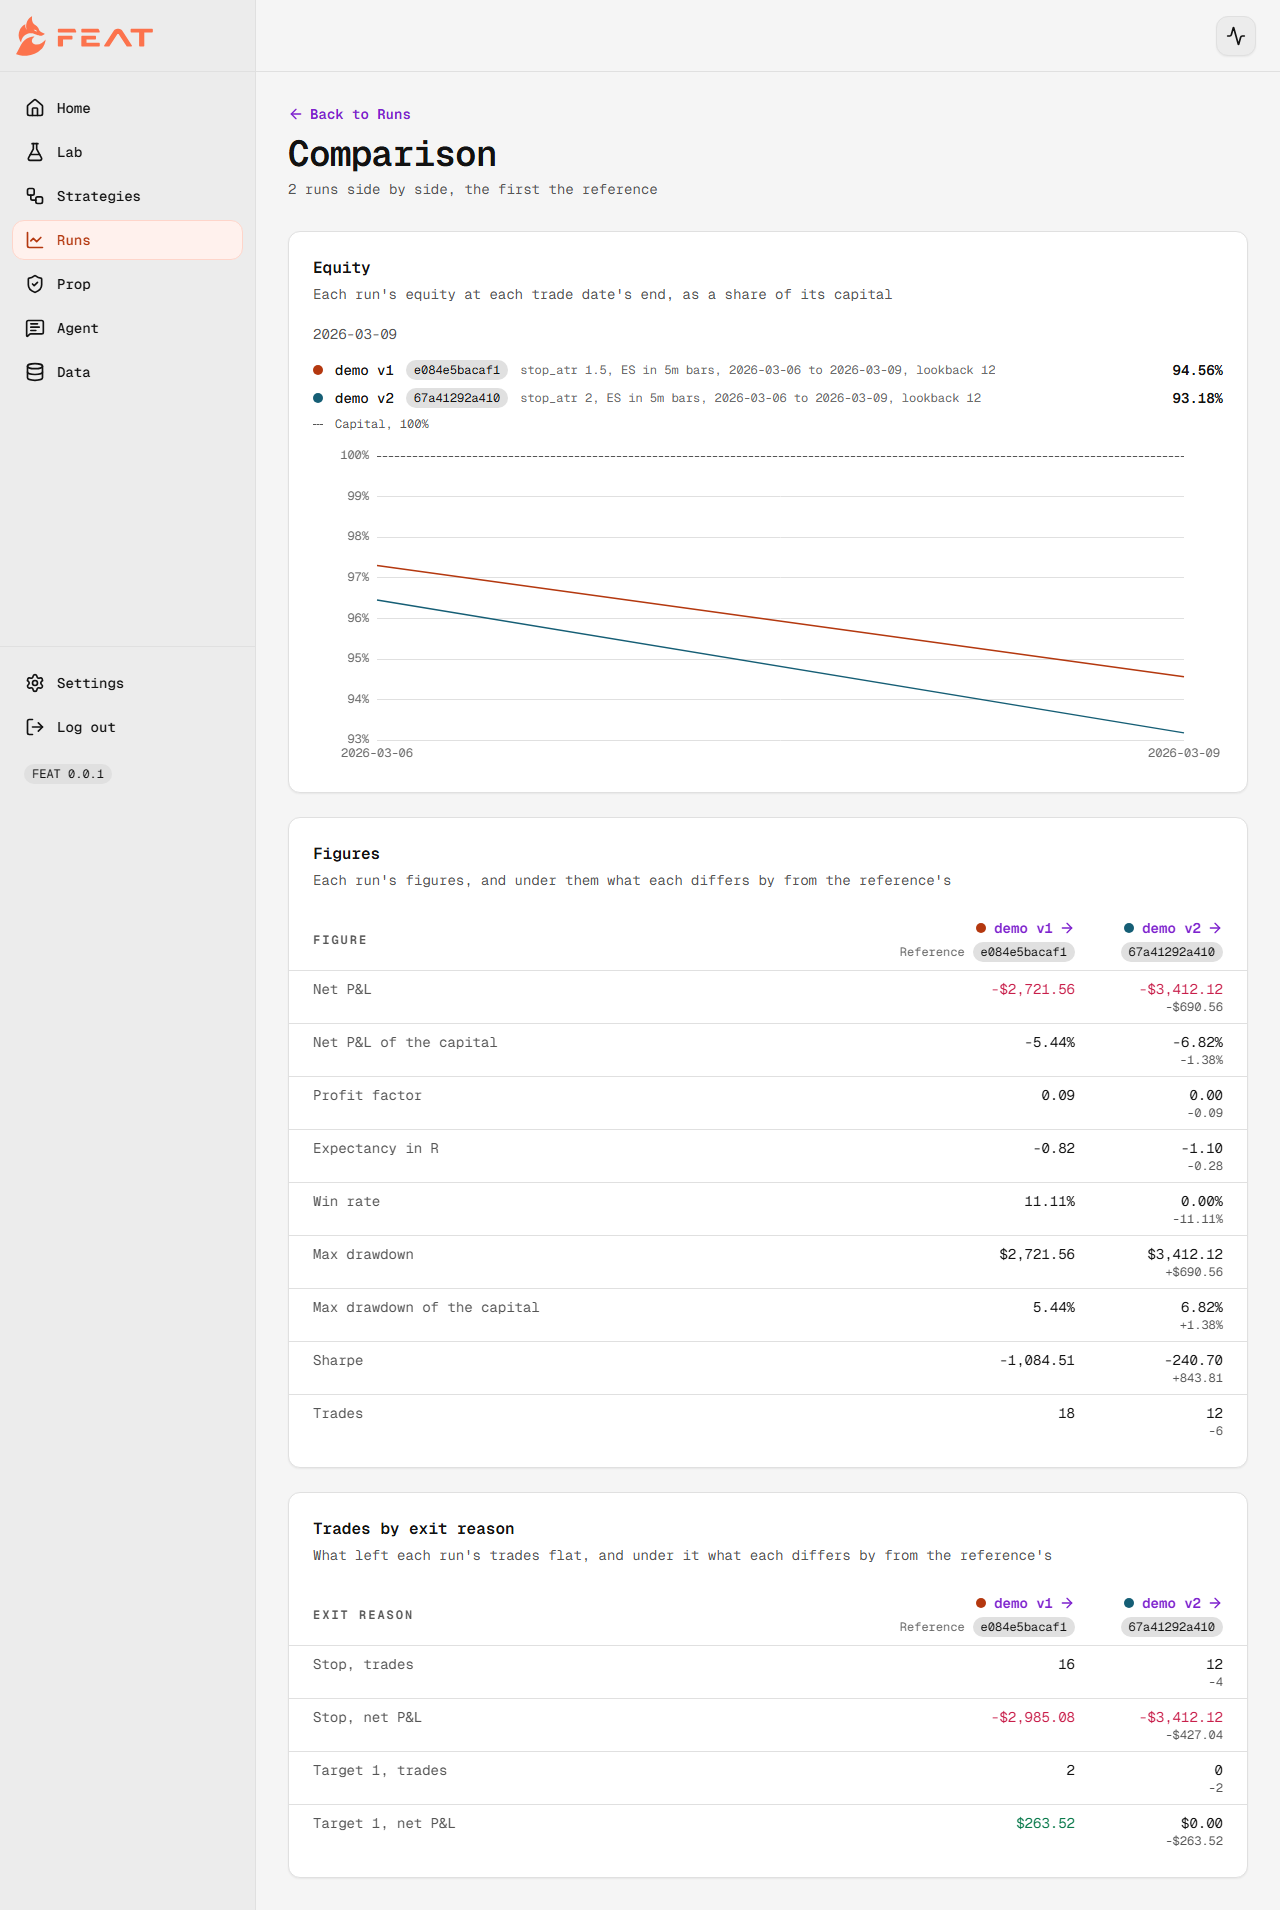 FEAT
Home
Lab
Strategies
Runs
Prop
Agent
Data
Settings
Log out
FEAT 0.0.1
Back to Runs
Comparison
2 runs side by side, the first the reference
Equity
Each run's equity at each trade date's end, as a share of its capital
2026-03-09
demo v1 e084e5bacaf1 stop_atr 1.5, ES in 5m bars, 2026-03-06 to 2026-03-09, lookback 12 94.56%
demo v2 67a41292a410 stop_atr 2, ES in 5m bars, 2026-03-06 to 2026-03-09, lookback 12 93.18%
Capital, 100%
100%
99%
98%
97%
96%
95%
94%
93%
2026-03-06 2026-03-09
Figures
Each run's figures, and under them what each differs by from the reference's
FIGURE demo v1 demo v2
Reference e084e5bacaf1 67a41292a410
Net P&L -$2,721.56 -$3,412.12
-$690.56
Net P&L of the capital -5.44% -6.82%
-1.38%
Profit factor 0.09 0.00
-0.09
Expectancy in R -0.82 -1.10
-0.28
Win rate 11.11% 0.00%
-11.11%
Max drawdown $2,721.56 $3,412.12
+$690.56
Max drawdown of the capital 5.44% 6.82%
+1.38%
Sharpe -1,084.51 -240.70
+843.81
Trades 18 12
-6
Trades by exit reason
What left each run's trades flat, and under it what each differs by from the reference's
EXIT REASON demo v1 demo v2
Reference e084e5bacaf1 67a41292a410
Stop, trades 16 12
-4
Stop, net P&L -$2,985.08 -$3,412.12
-$427.04
Target 1, trades 2 0
-2
Target 1, net P&L $263.52 $0.00
-$263.52